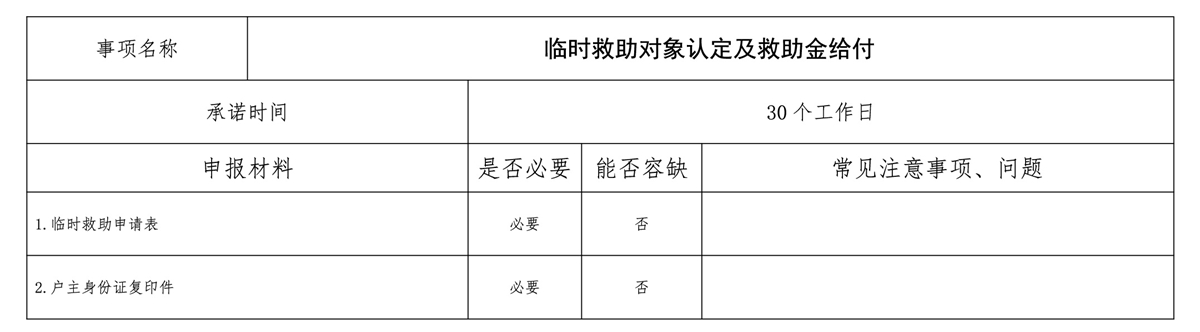 事项名称 临时救助对象认定及救助金给付
承诺时间 30个工作日
申报材料 是否必要 能否容缺 常见注意事项、问题
1.临时救助申请表 必要 否
2.户主身份证复印件 必要 否